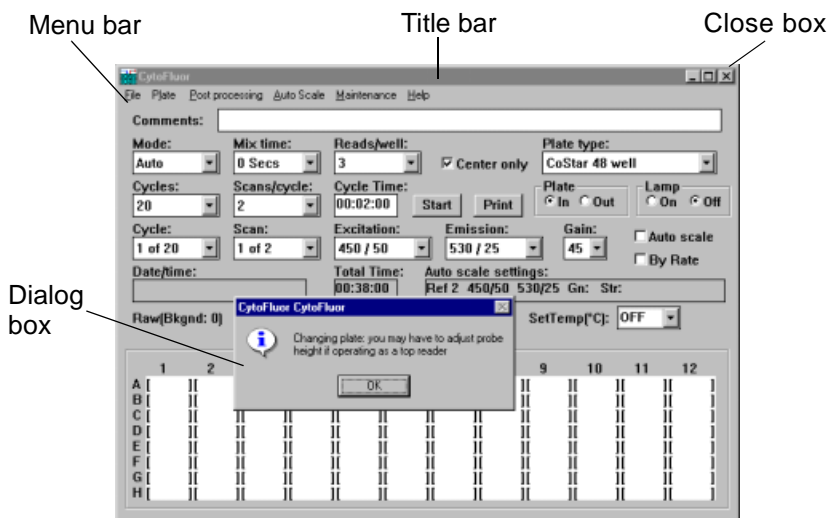 Menu bar
Title bar
Close box
CytoFluor
File Plate Post processing Auto Scale Maintenance Help
Comments:
Mode: Mix time: Reads/well: Plate type:
Auto 0 Secs 3 Center only CoStar 48 well
Cycles: Scans/cycle: Cycle Time: Plate Lamp
20 2 00:02:00 Start Print In Out On Off
Cycle: Scan: Excitation: Emission: Gain:
1 of 20 1 of 2 450 / 50 530 / 25 45 Auto scale
By Rate
Date/time: Total Time: Auto scale settings:
00:38:00 Ref 2 450/50 530/25 Gn: Str:
Dialog
box
CytoFluor CytoFluor
Raw(Bkgnd: 0) SetTemp(°C): OFF
Changing plate: you may have to adjust probe
height if operating as a top reader
OK
1 2 9 10 11 12
A [ ][ ][ ][ ][ ]
B [ ][ ][ ][ ][ ][ ][ ][ ][ ][ ][ ][ ]
C [ ][ ][ ][ ][ ][ ][ ][ ][ ][ ][ ][ ]
D [ ][ ][ ][ ][ ][ ][ ][ ][ ][ ][ ][ ]
E [ ][ ][ ][ ][ ][ ][ ][ ][ ][ ][ ][ ]
F [ ][ ][ ][ ][ ][ ][ ][ ][ ][ ][ ][ ]
G [ ][ ][ ][ ][ ][ ][ ][ ][ ][ ][ ][ ]
H [ ][ ][ ][ ][ ][ ][ ][ ][ ][ ][ ][ ]